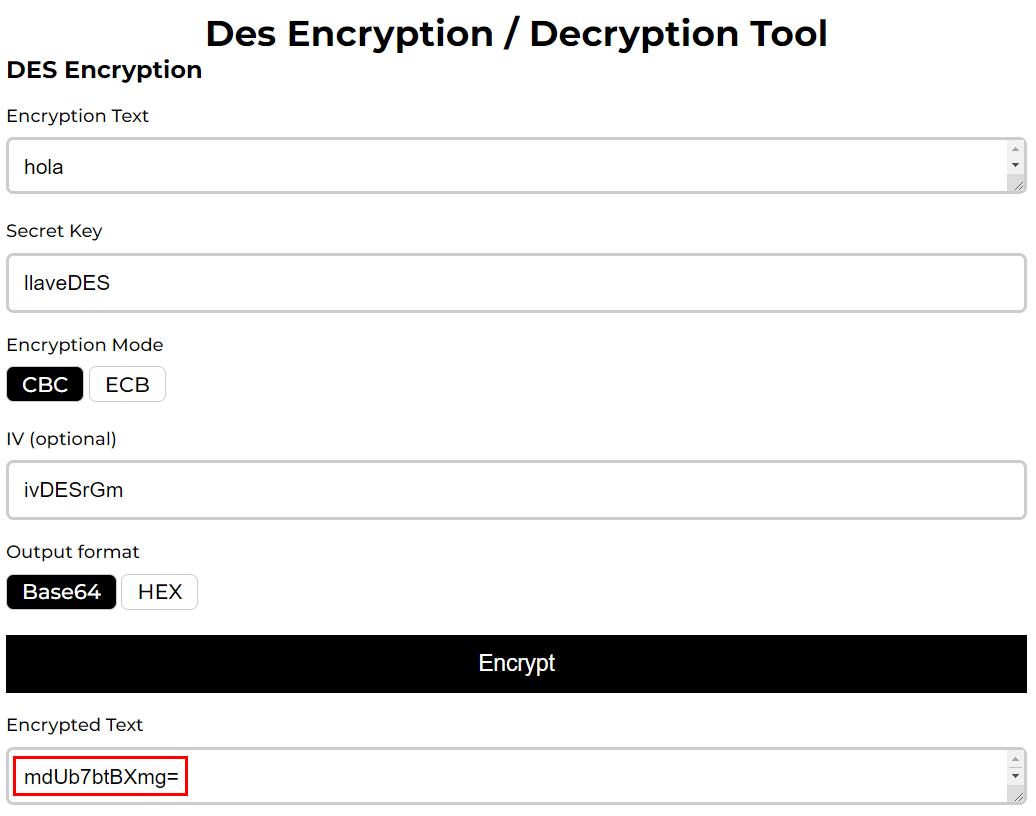 Des Encryption / Decryption Tool
DES Encryption
Encryption Text
hola
Secret Key
llaveDES
Encryption Mode
CBC ECB
IV (optional)
ivDESrGm
Output format
Base64 HEX
Encrypt
Encrypted Text
mdUb7btBXmg=